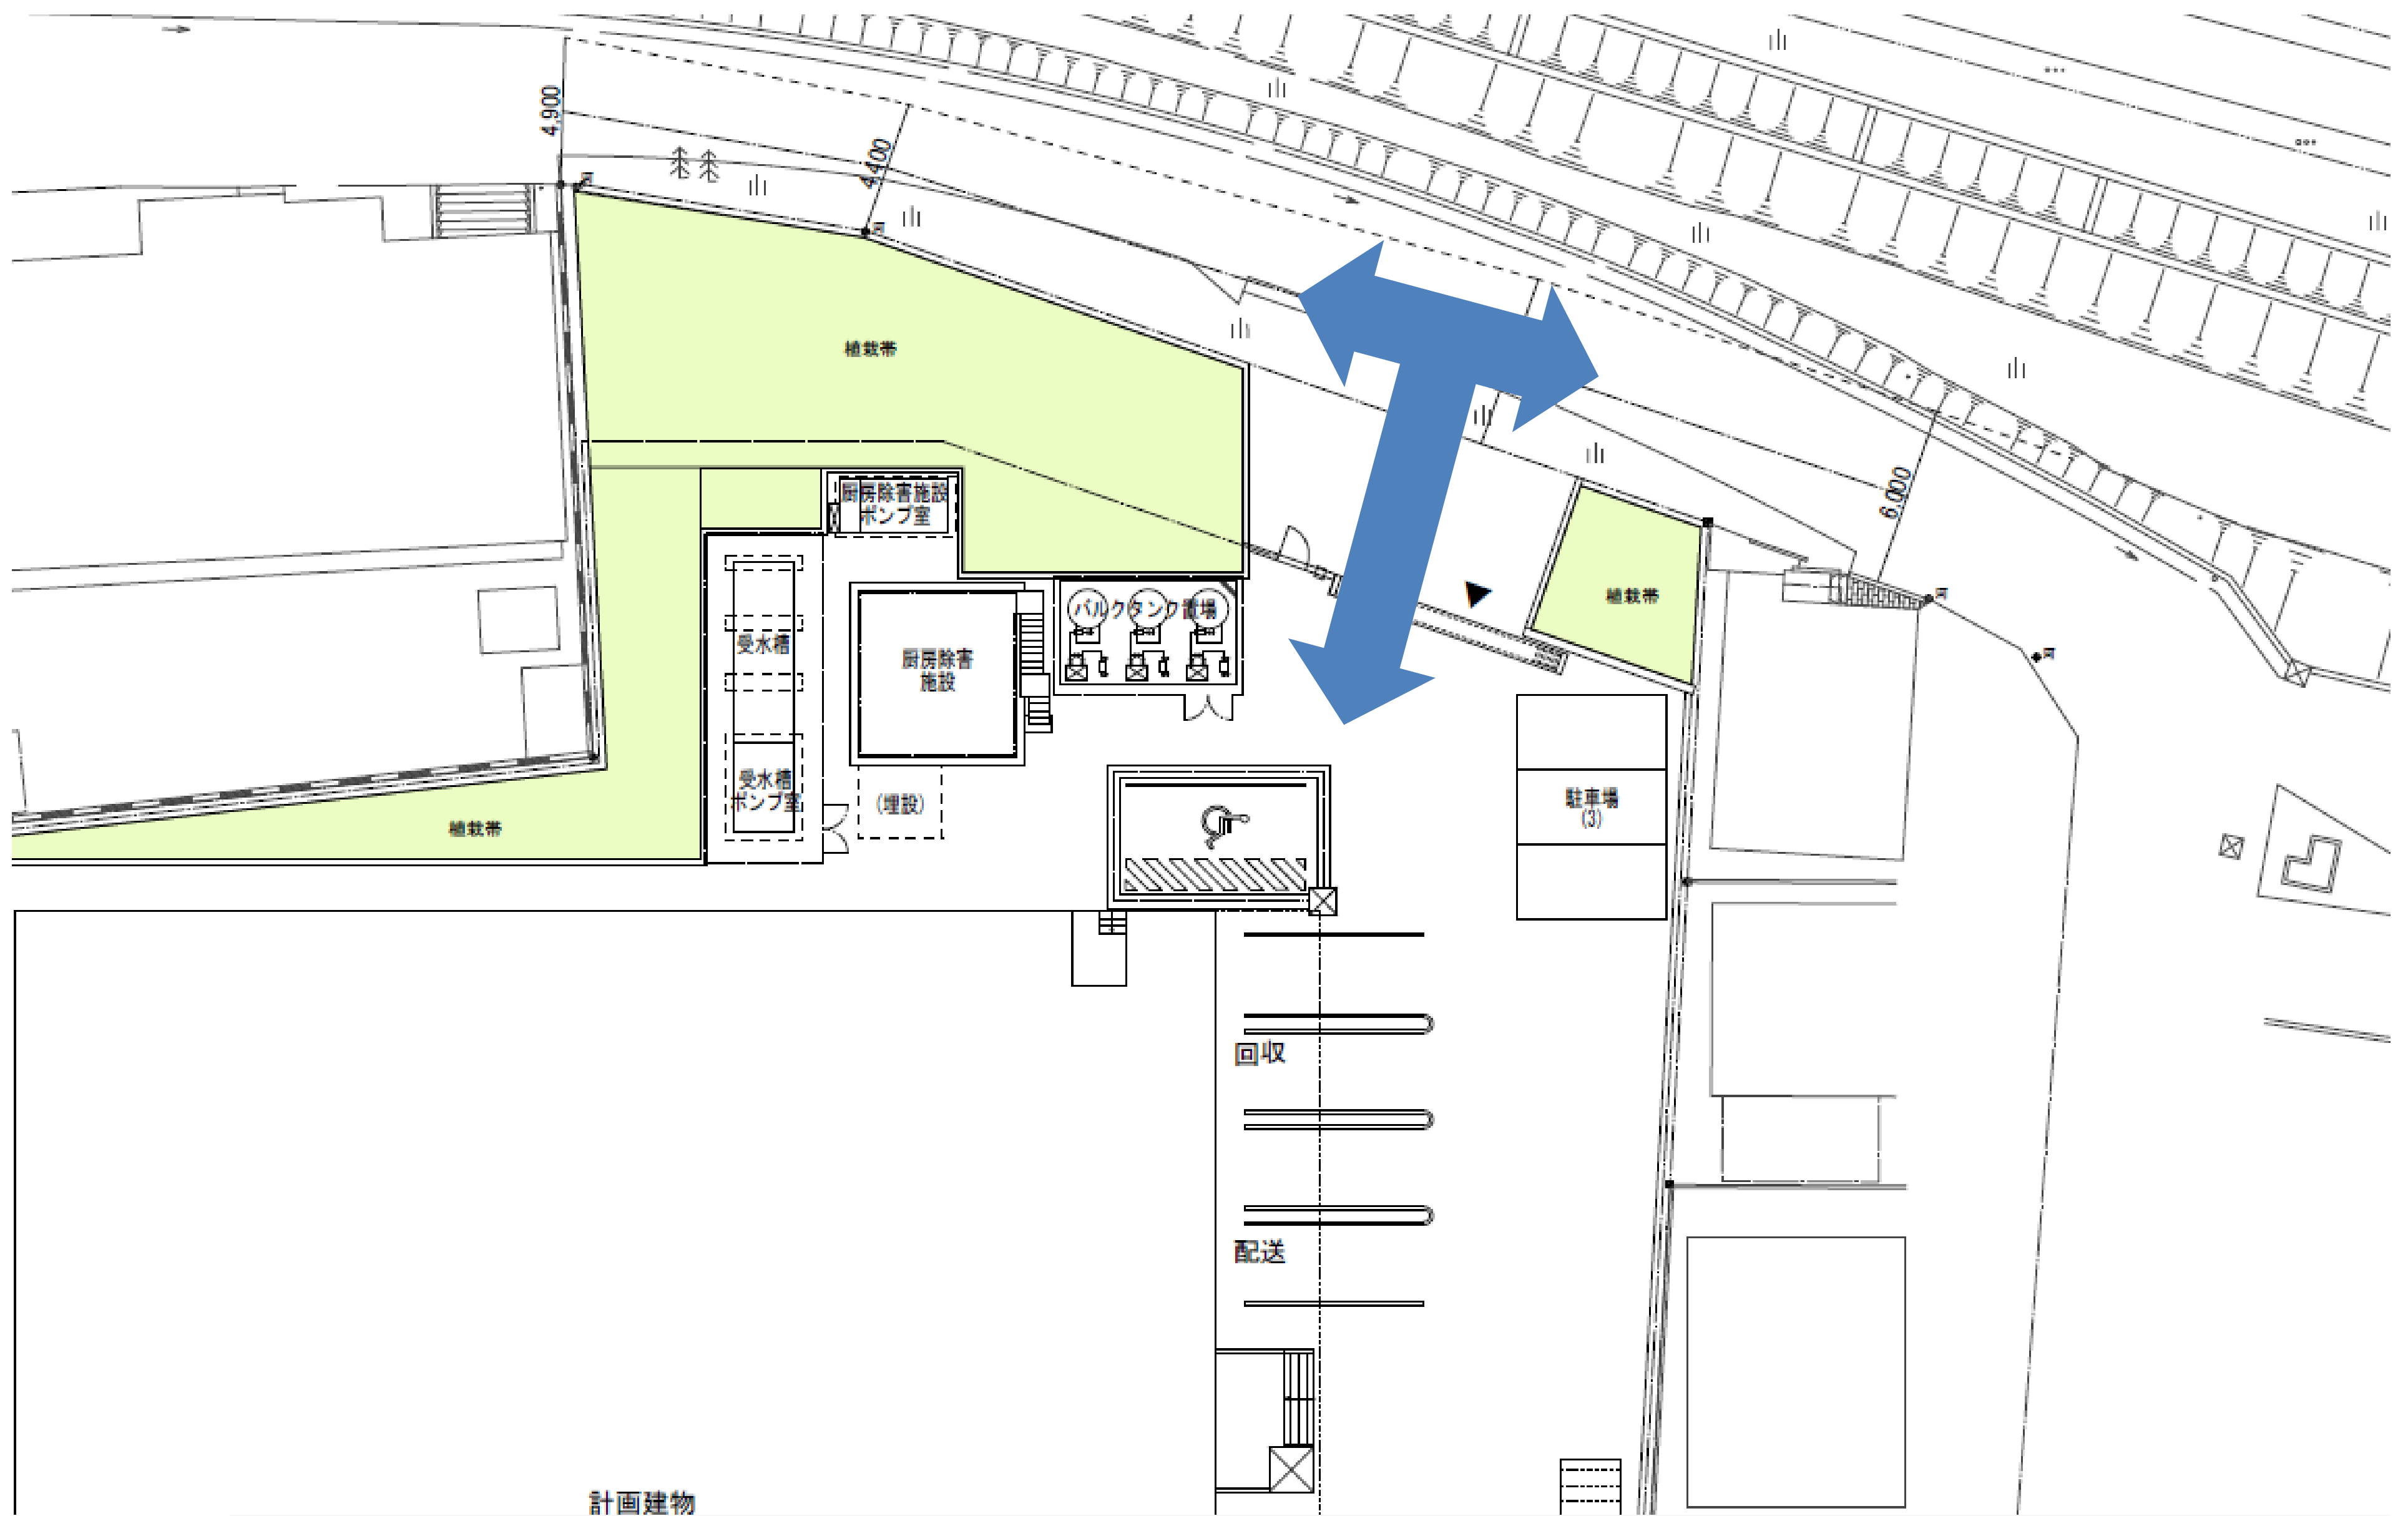 4,900
4,400
植栽帯
厨房除害施設
ポンプ室
6,000
植栽帯
バルクタンク置場
受水槽
厨房除害
施設
受水槽
ポンプ室
(埋設)
駐車場
(3)
植栽帯
回収
配送
計画建物